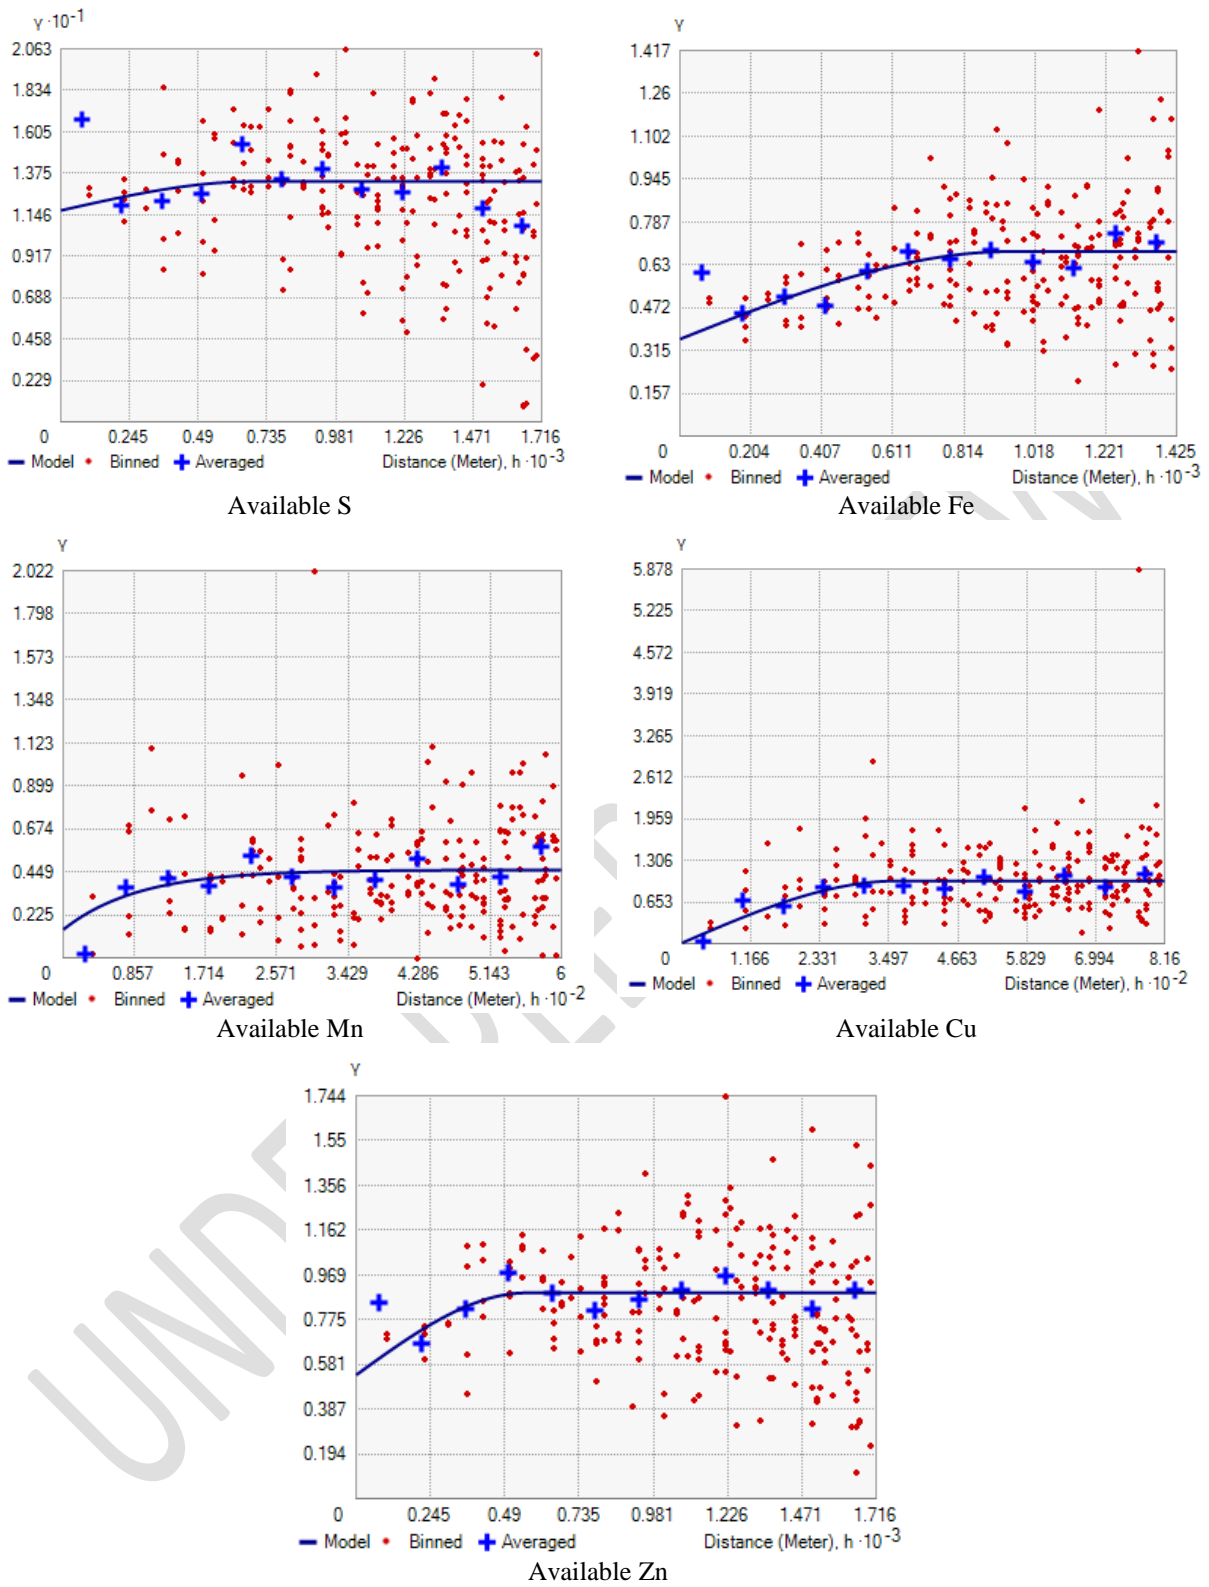 γ · 10⁻¹
2.063
1.834
1.605
1.375
1.146
0.917
0.688
0.458
0.229
0 0.245 0.49 0.735 0.981 1.226 1.471 1.716
Model Binned Averaged Distance (Meter), h · 10⁻³
Available S
γ
1.417
1.26
1.102
0.945
0.787
0.63
0.472
0.315
0.157
0 0.204 0.407 0.611 0.814 1.018 1.221 1.425
Model Binned Averaged Distance (Meter), h · 10⁻³
Available Fe
γ
2.022
1.798
1.573
1.348
1.123
0.899
0.674
0.449
0.225
0 0.857 1.714 2.571 3.429 4.286 5.143 6
Model Binned Averaged Distance (Meter), h · 10⁻²
Available Mn
γ
5.878
5.225
4.572
3.919
3.265
2.612
1.959
1.306
0.653
0 1.166 2.331 3.497 4.663 5.829 6.994 8.16
Model Binned Averaged Distance (Meter), h · 10⁻²
Available Cu
γ
1.744
1.55
1.356
1.162
0.969
0.775
0.581
0.387
0.194
0 0.245 0.49 0.735 0.981 1.226 1.471 1.716
Model Binned Averaged Distance (Meter), h · 10⁻³
Available Zn